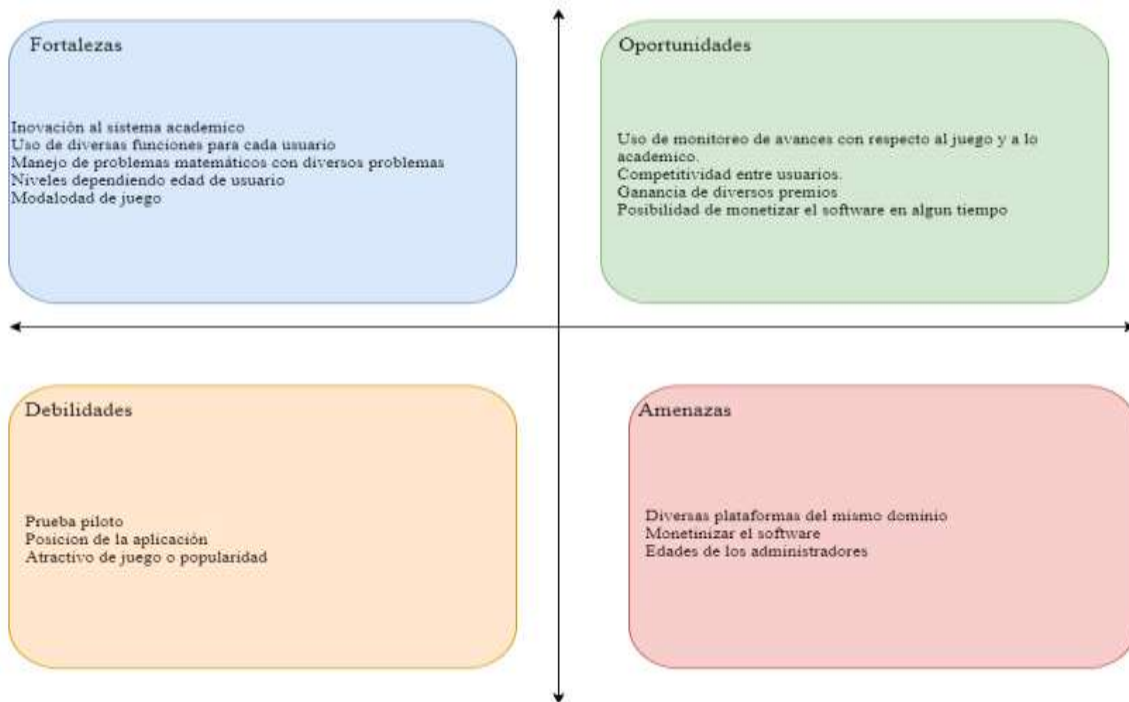 Fortalezas
Inovación al sistema academico
Uso de diversas funciones para cada usuario
Manejo de problemas matemáticos con diversos problemas
Niveles dependiendo edad de usuario
Modalodad de juego
Oportunidades
Uso de monitoreo de avances con respecto al juego y a lo
academico.
Competitividad entre usuarios.
Ganancia de diversos premios
Posibilidad de monetizar el software en algun tiempo
Debilidades
Prueba piloto
Posicion de la aplicación
Atractivo de juego o popularidad
Amenazas
Diversas plataformas del mismo dominio
Monetinizar el software
Edades de los administradores